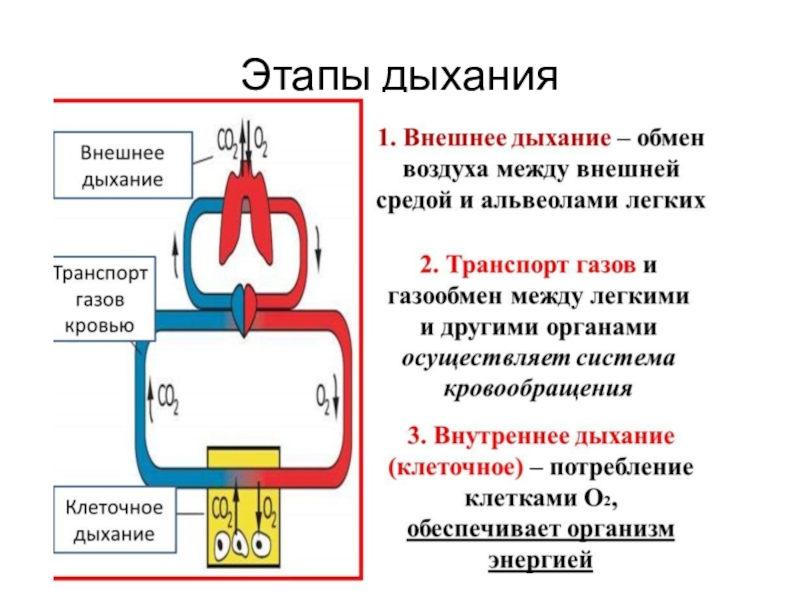 Этапы дыхания
CO2 O2
Внешнее
дыхание
Транспорт
газов
кровью
CO2
O2
CO2 O2
Клеточное
дыхание
1. Внешнее дыхание – обмен
воздуха между внешней
средой и альвеолами легких
2. Транспорт газов и
газообмен между легкими
и другими органами
осуществляет система
кровообращения
3. Внутреннее дыхание
(клеточное) – потребление
клетками О2,
обеспечивает организм
энергией